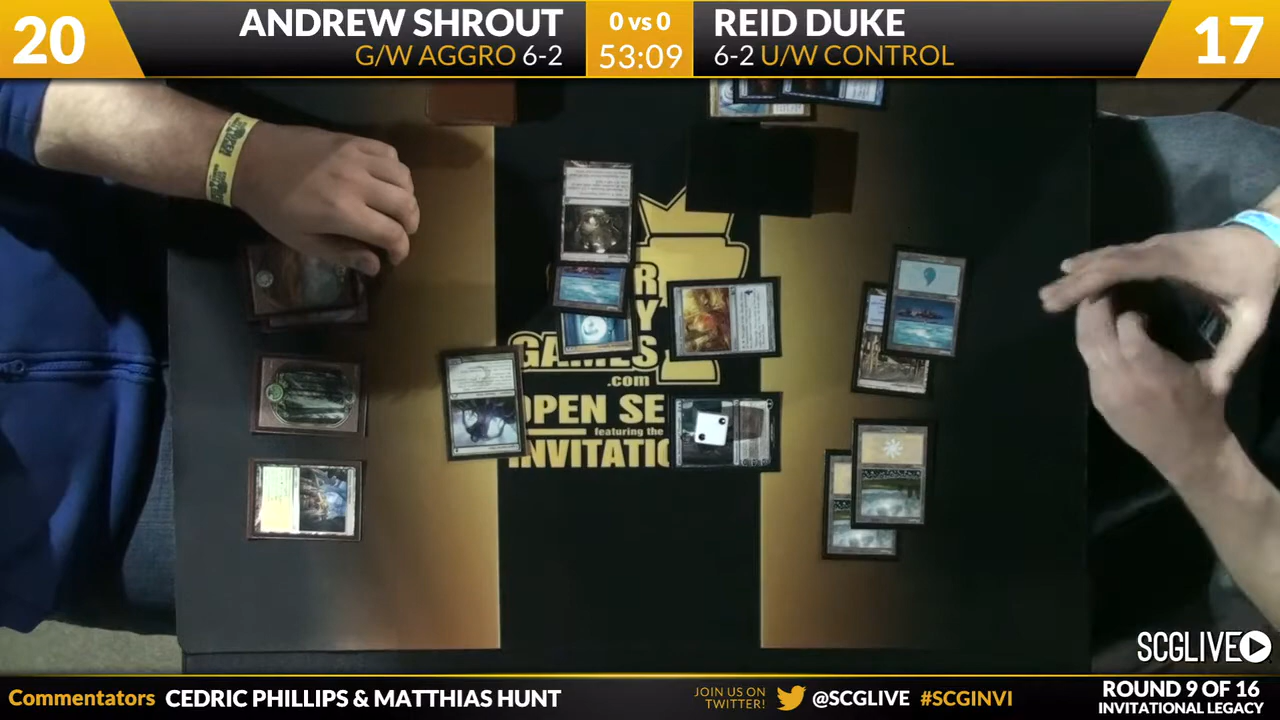 20
ANDREW SHROUT
G/W AGGRO 6-2
0 vs 0
53:09
REID DUKE
6-2 U/W CONTROL
17
GAMES
.com
OPEN SE
featuring the
INVITATIO
SCGLIVE
Commentators CEDRIC PHILLIPS & MATTHIAS HUNT
JOIN US ON
TWITTER!
@SCGLIVE #SCGINVI
ROUND 9 OF 16
INVITATIONAL LEGACY